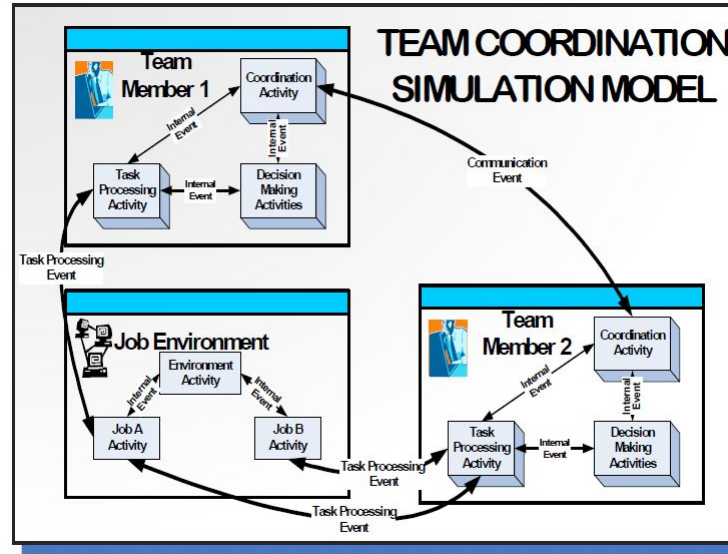 TEAM COORDINATION
SIMULATION MODEL
Team
Member 1
Coordination
Activity
Internal
Event
Internal
Event
Task
Processing
Activity
Internal
Event
Decision
Making
Activities
Communication
Event
Task Processing
Event
Job Environment
Environment
Activity
Internal
Event
Internal
Event
Job A
Activity
Job B
Activity
Team
Member 2
Coordination
Activity
Internal
Event
Internal
Event
Task
Processing
Activity
Internal
Event
Decision
Making
Activities
Task Processing
Event
Task Processing
Event